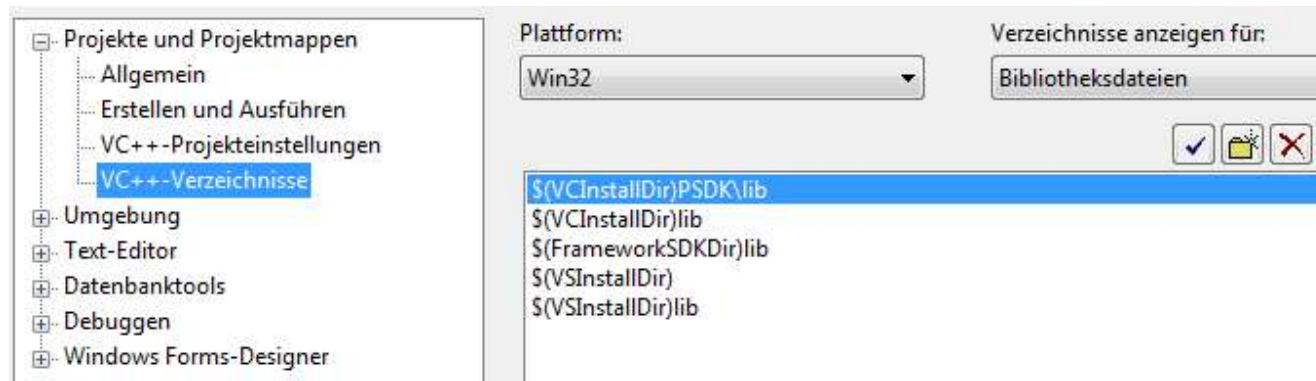 Projekte und Projektmappen
Allgemein
Erstellen und Ausführen
VC++-Projekteinstellungen
VC++-Verzeichnisse
Umgebung
Text-Editor
Datenbanktools
Debuggen
Windows Forms-Designer
Plattform:
Win32
Verzeichnisse anzeigen für:
Bibliotheksdateien
$(VCInstallDir)PSDK\lib
$(VCInstallDir)lib
$(FrameworkSDKDir)lib
$(VSInstallDir)
$(VSInstallDir)lib